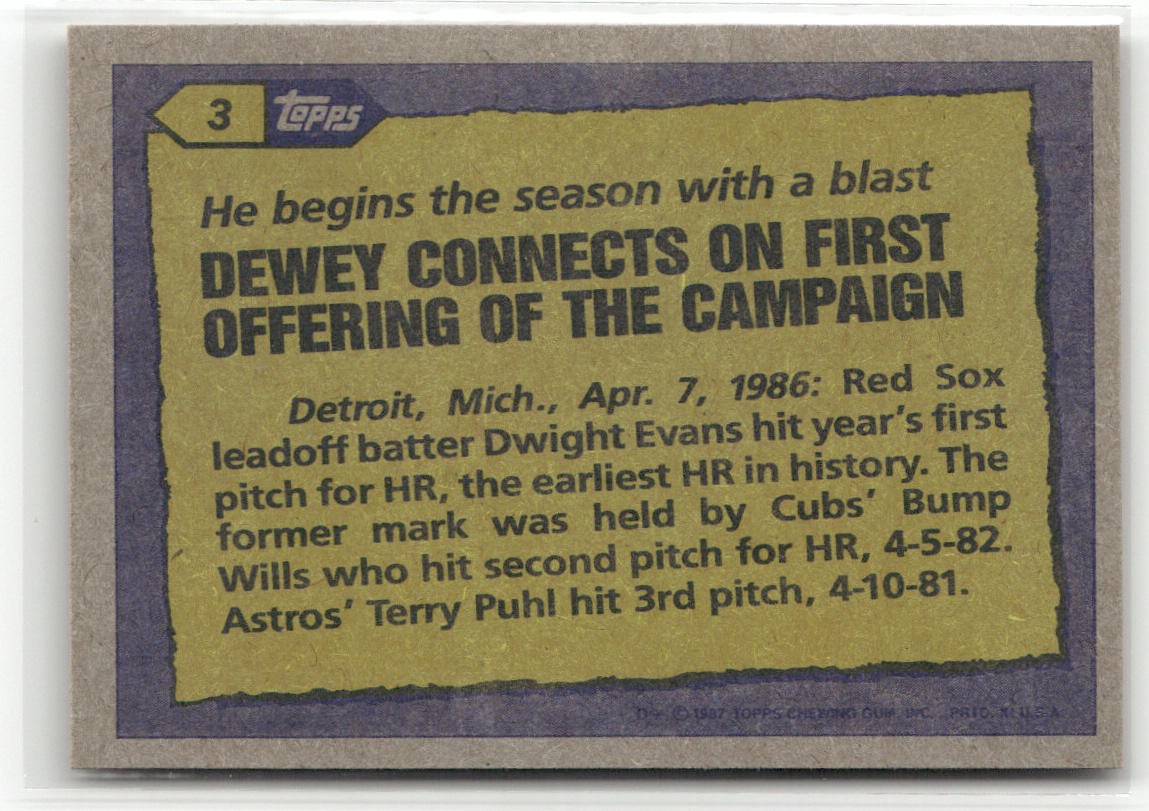 3 topps
He begins the season with a blast
DEWEY CONNECTS ON FIRST
OFFERING OF THE CAMPAIGN
Detroit, Mich., Apr. 7, 1986: Red Sox
leadoff batter Dwight Evans hit year's first
pitch for HR, the earliest HR in history. The
former mark was held by Cubs' Bump
Wills who hit second pitch for HR, 4-5-82.
Astros' Terry Puhl hit 3rd pitch, 4-10-81.
© 1987 TOPPS CHEWING GUM, INC. PRTD. IN U.S.A.